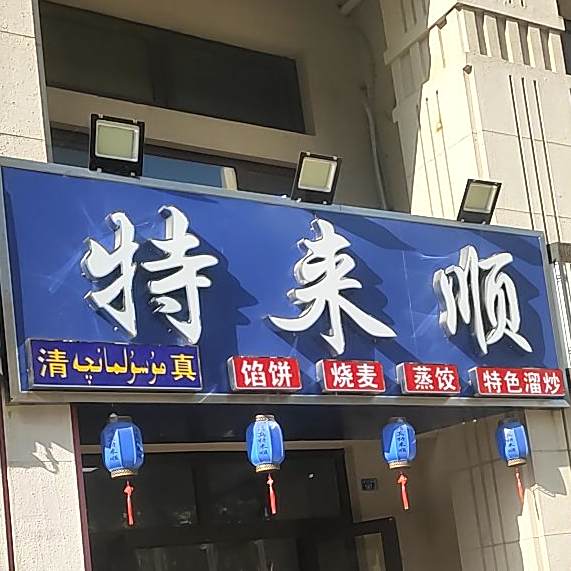 特来顺
清 مۇسۇلمانچە 真
馅饼 烧麦 蒸饺 特色溜炒